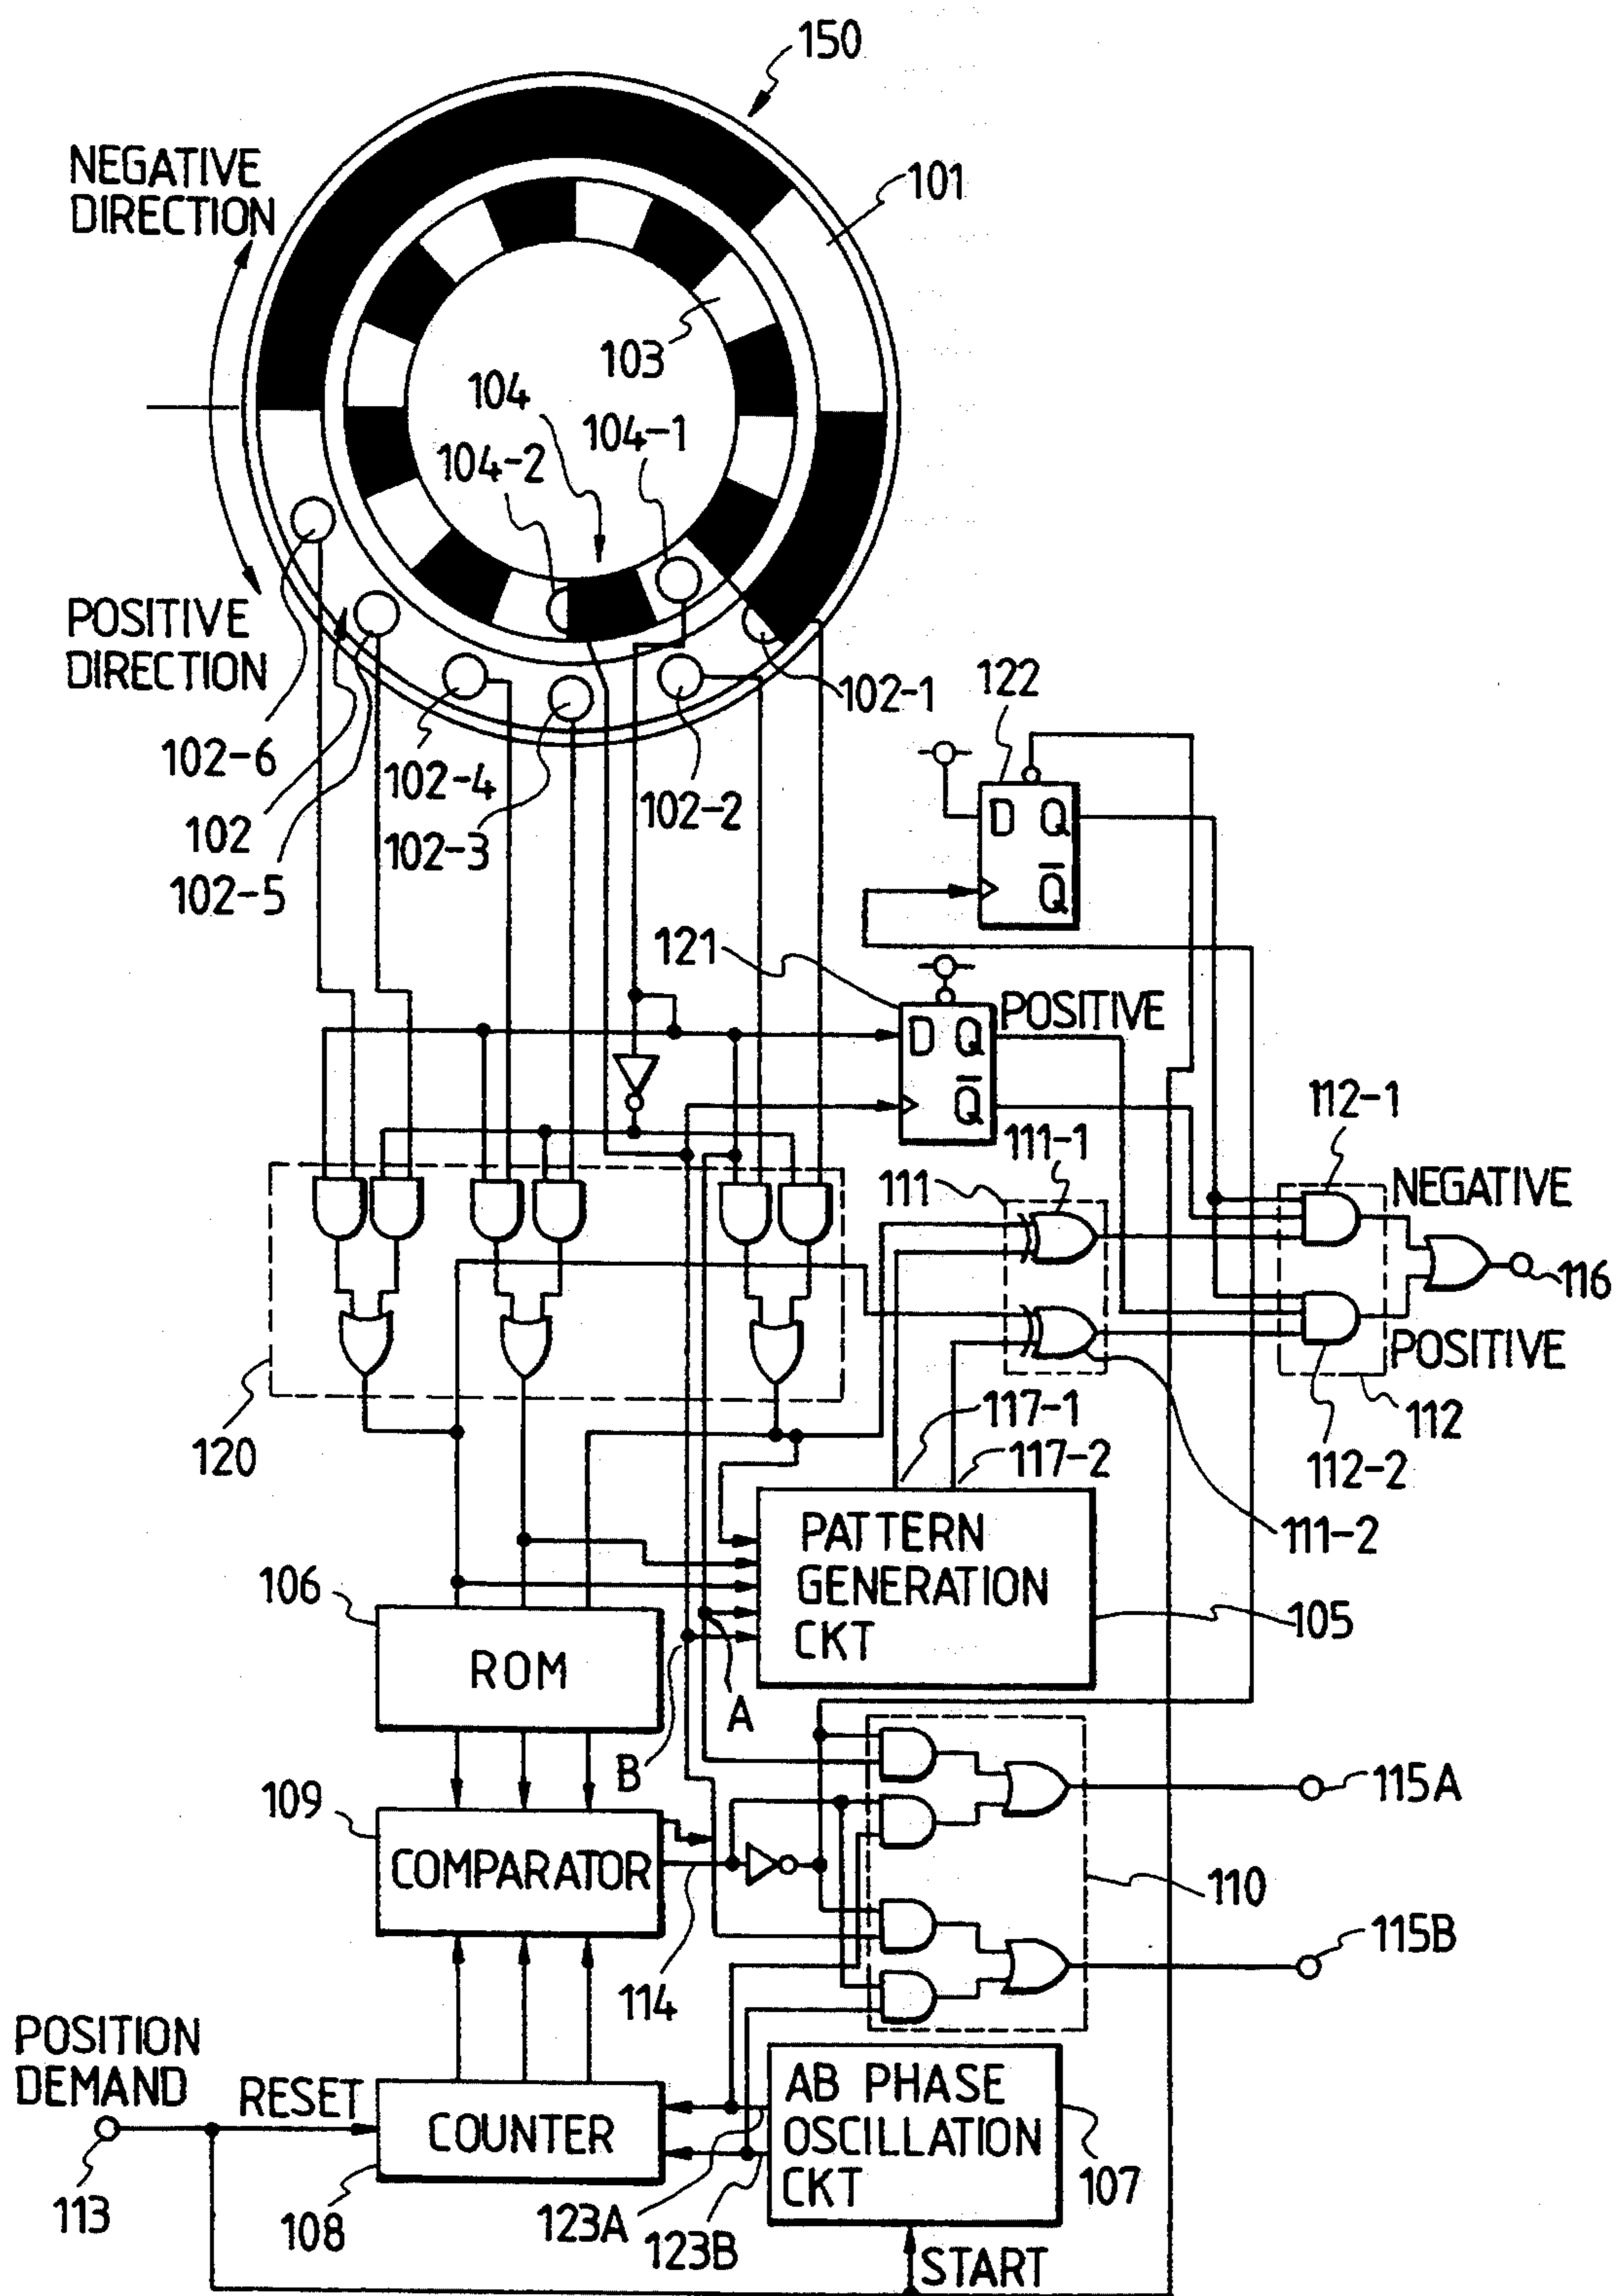 150
NEGATIVE
DIRECTION
101
103
104
104-1
104-2
POSITIVE
DIRECTION
102-1
122
102-6
102-4
102-2
102
102-3
102-5
D Q
Q̅
121
POSITIVE
D Q
Q̅
112-1
111-1
111
NEGATIVE
116
POSITIVE
120
117-1
112
117-2
112-2
PATTERN
GENERATION
CKT
111-2
106
105
ROM
A
B
109
115A
COMPARATOR
110
115B
114
POSITION
DEMAND
RESET
AB PHASE
OSCILLATION
CKT
COUNTER
107
113
108
123A
123B
START